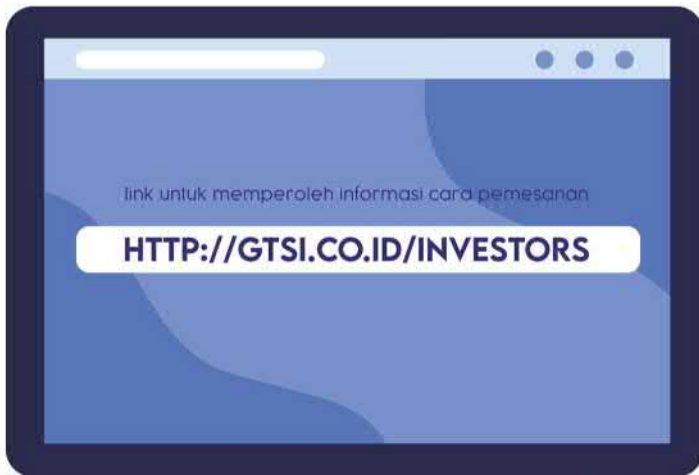 link untuk memperoleh informasi cara pemesanan
HTTP://GTSI.CO.ID/INVESTORS